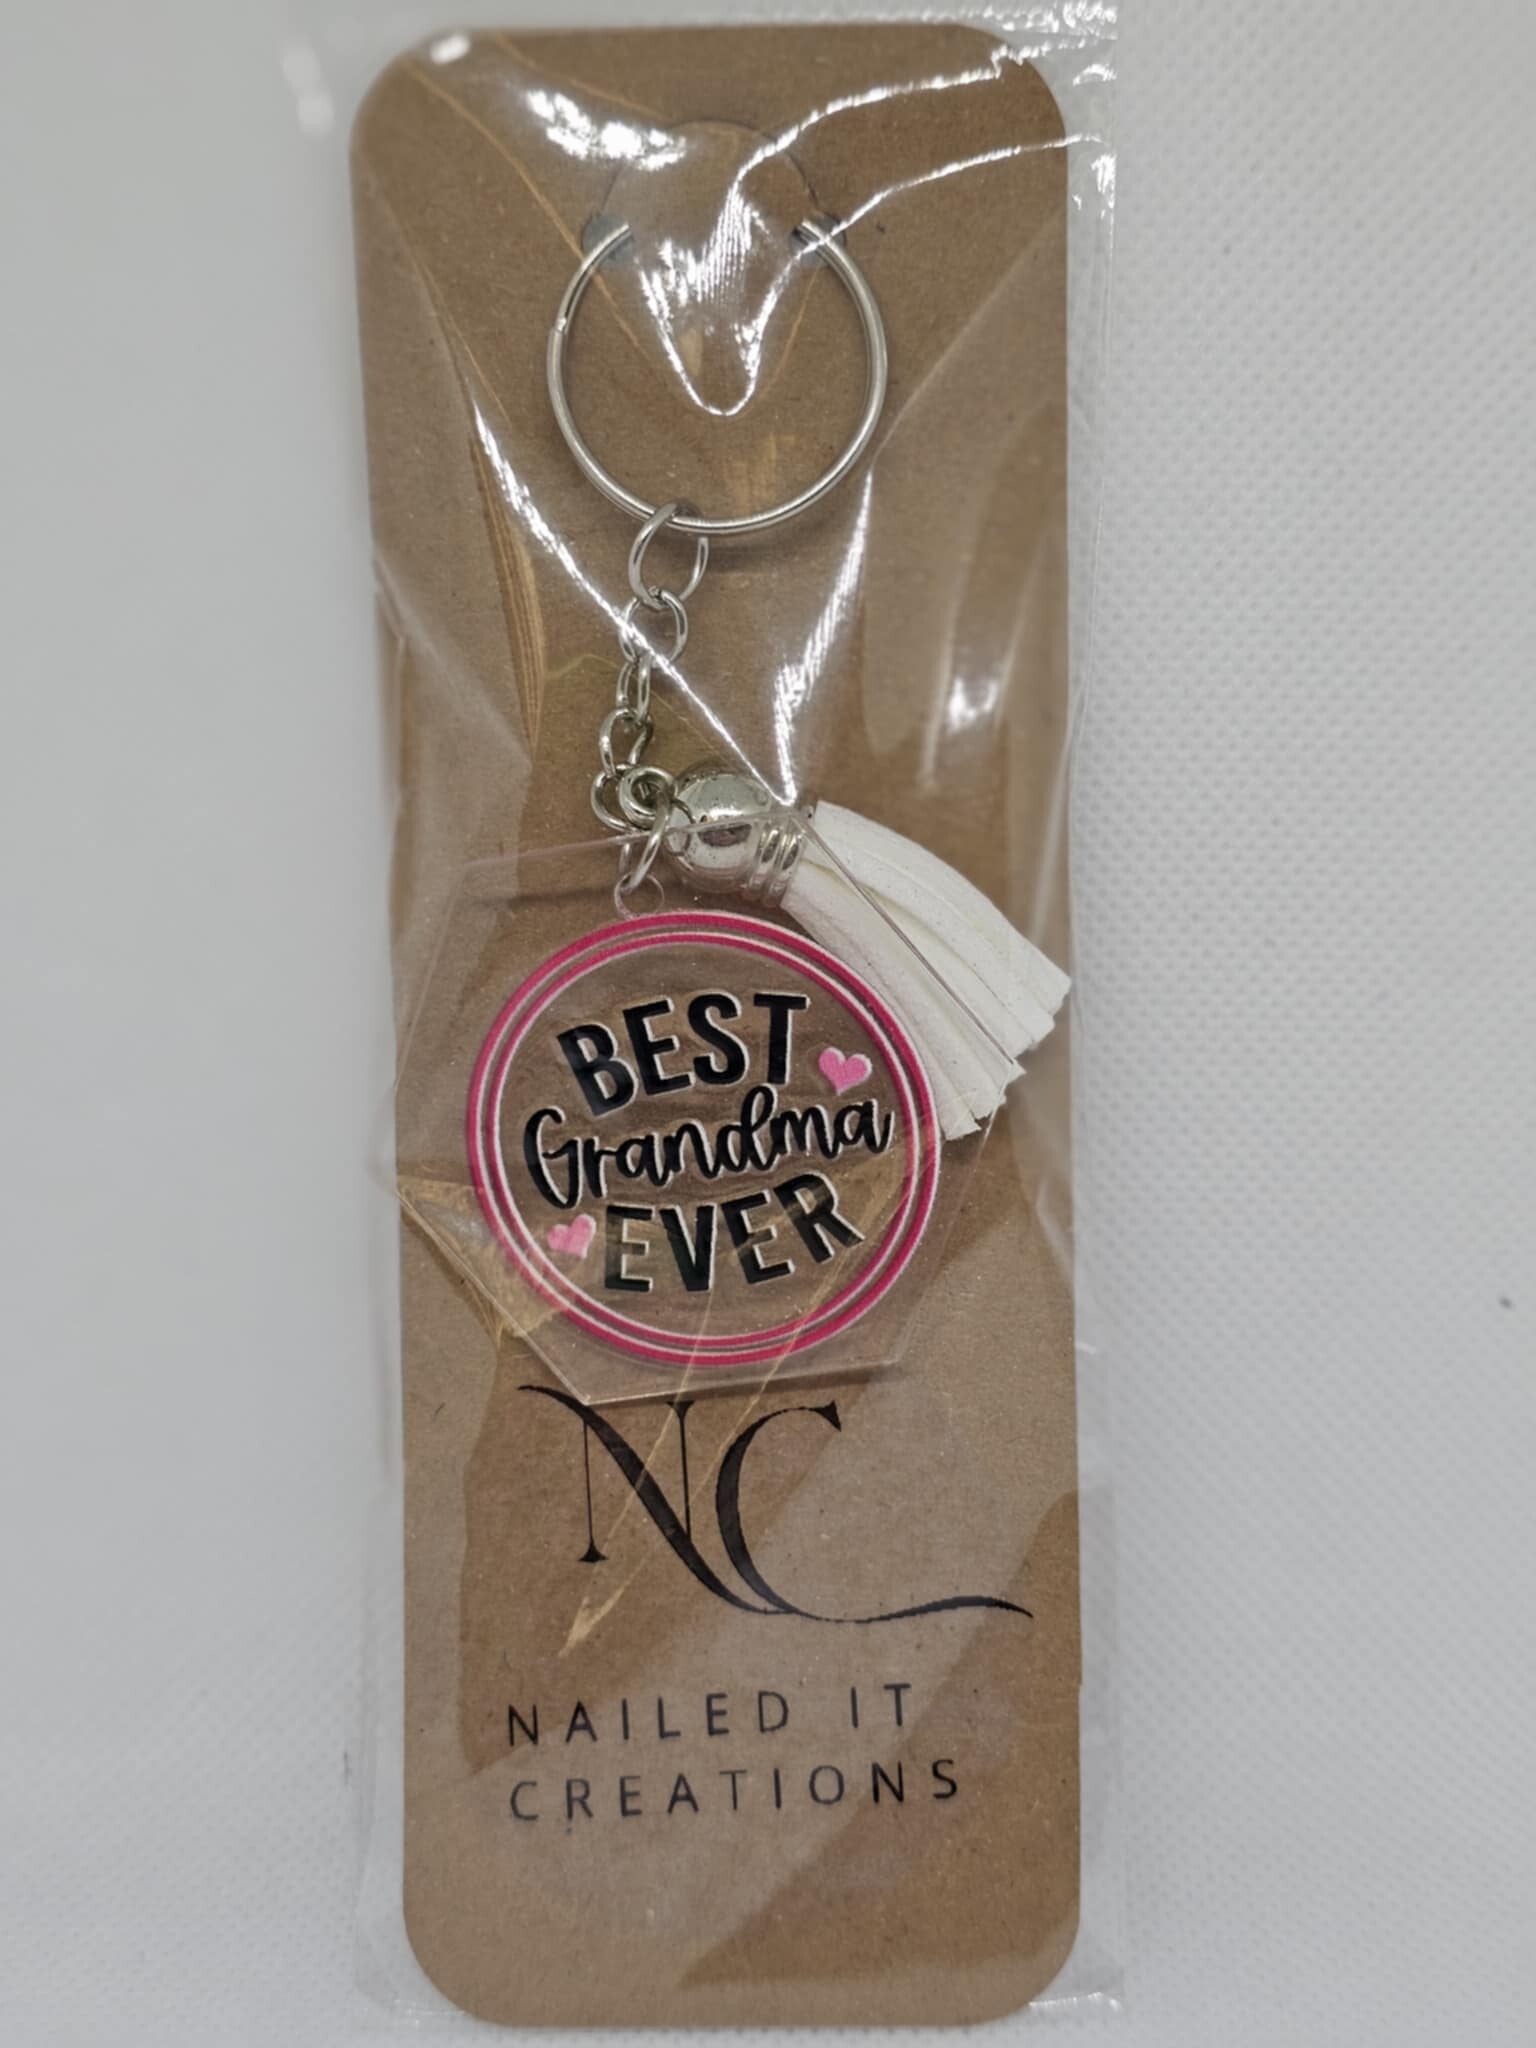 BEST
Grandma
EVER
NC
NAILED IT
CREATIONS